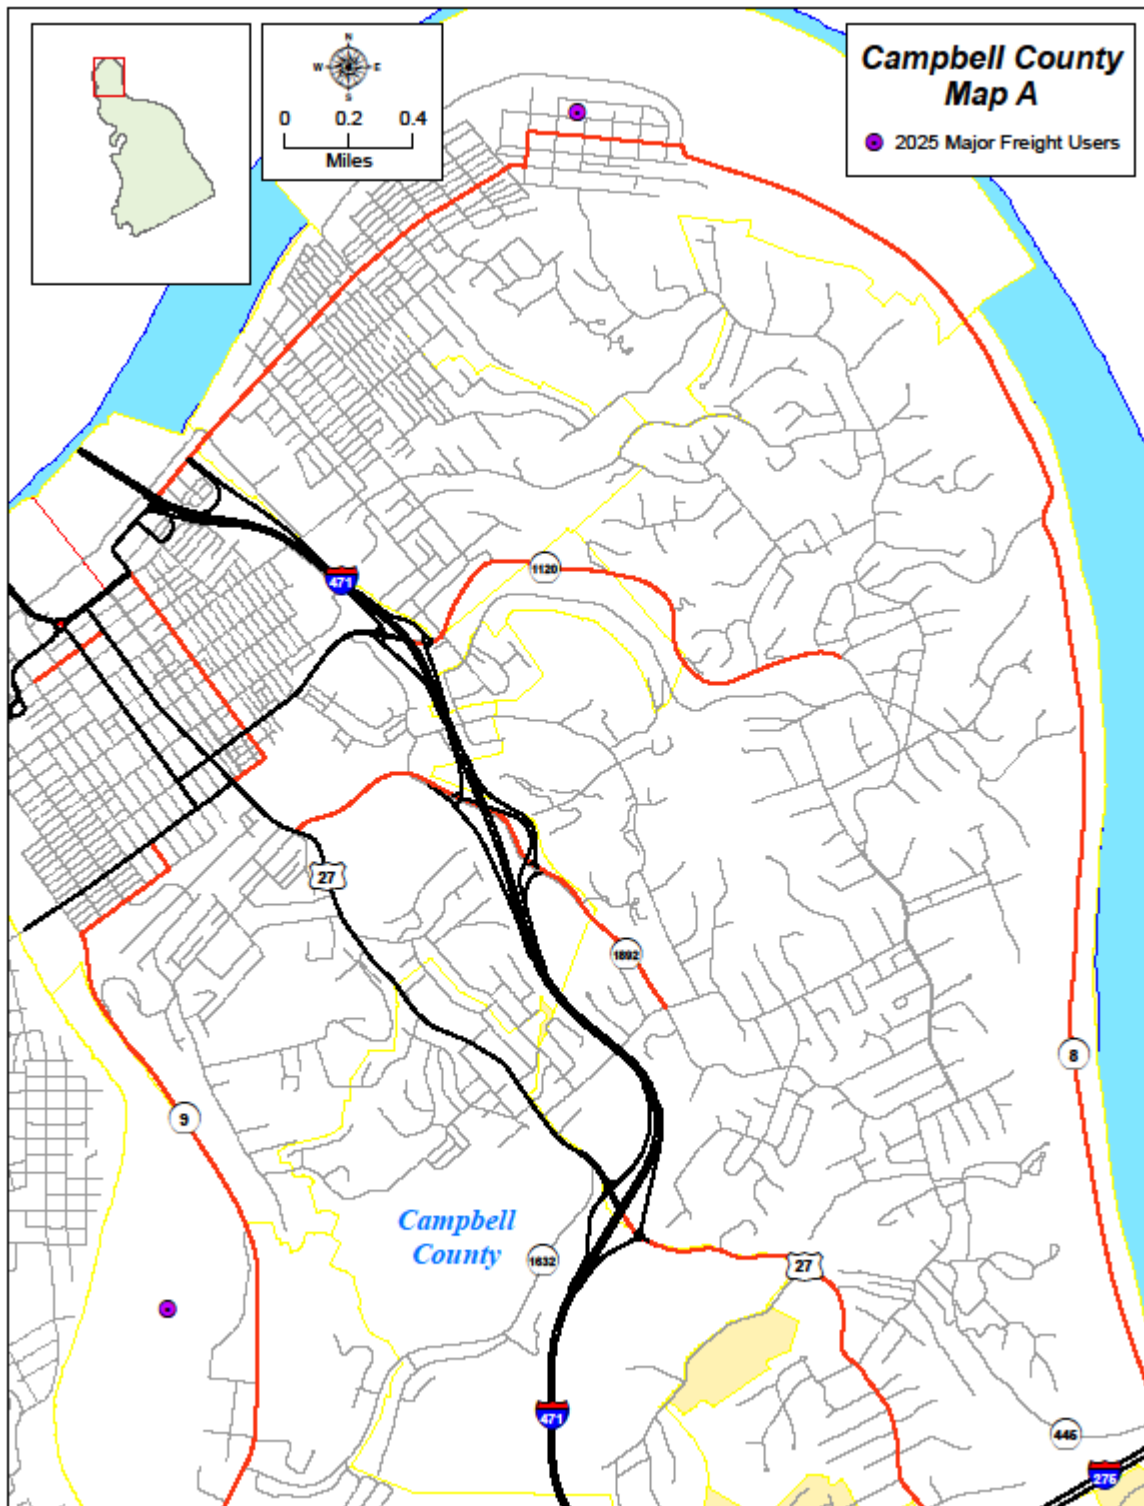 N
W E
S
0 0.2 0.4
Miles
Campbell County
Map A
2025 Major Freight Users
471
1120
27
1892
8
9
Campbell
County
1632
27
471
445
275